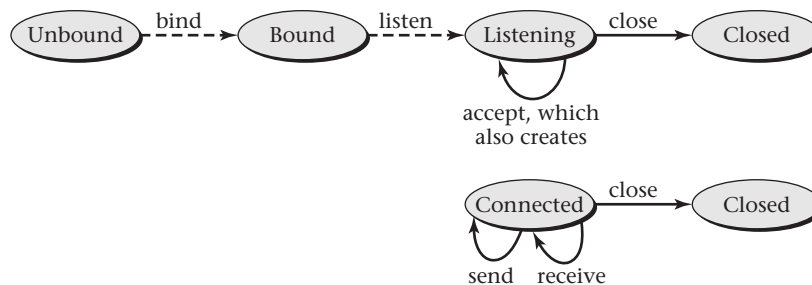 bind
listen
close
Unbound
Bound
Listening
Closed
accept, which
also creates
close
Connected
Closed
send
receive